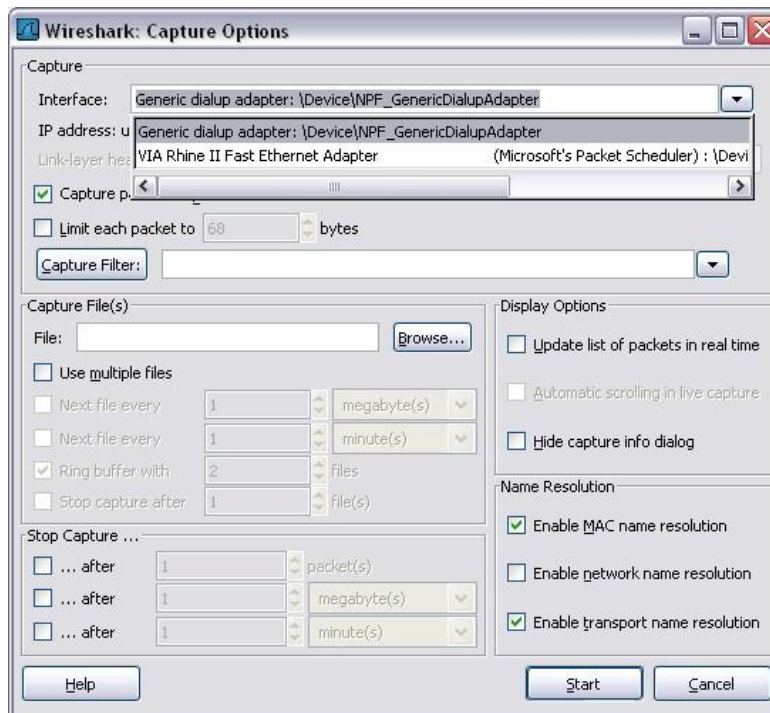 Wireshark: Capture Options
Capture
Interface: Generic dialup adapter: \Device\NPF_GenericDialupAdapter
Generic dialup adapter: \Device\NPF_GenericDialupAdapter
IP address: u
VIA Rhine II Fast Ethernet Adapter (Microsoft's Packet Scheduler) : \Devi
Link-layer hea
Capture p
Limit each packet to 68 bytes
Capture Filter:
Capture File(s)
File: Browse...
Use multiple files
Next file every 1 megabyte(s)
Next file every 1 minute(s)
Ring buffer with 2 files
Stop capture after 1 file(s)
Display Options
Update list of packets in real time
Automatic scrolling in live capture
Hide capture info dialog
Stop Capture ...
... after 1 packet(s)
... after 1 megabyte(s)
... after 1 minute(s)
Name Resolution
Enable MAC name resolution
Enable network name resolution
Enable transport name resolution
Help Start Cancel